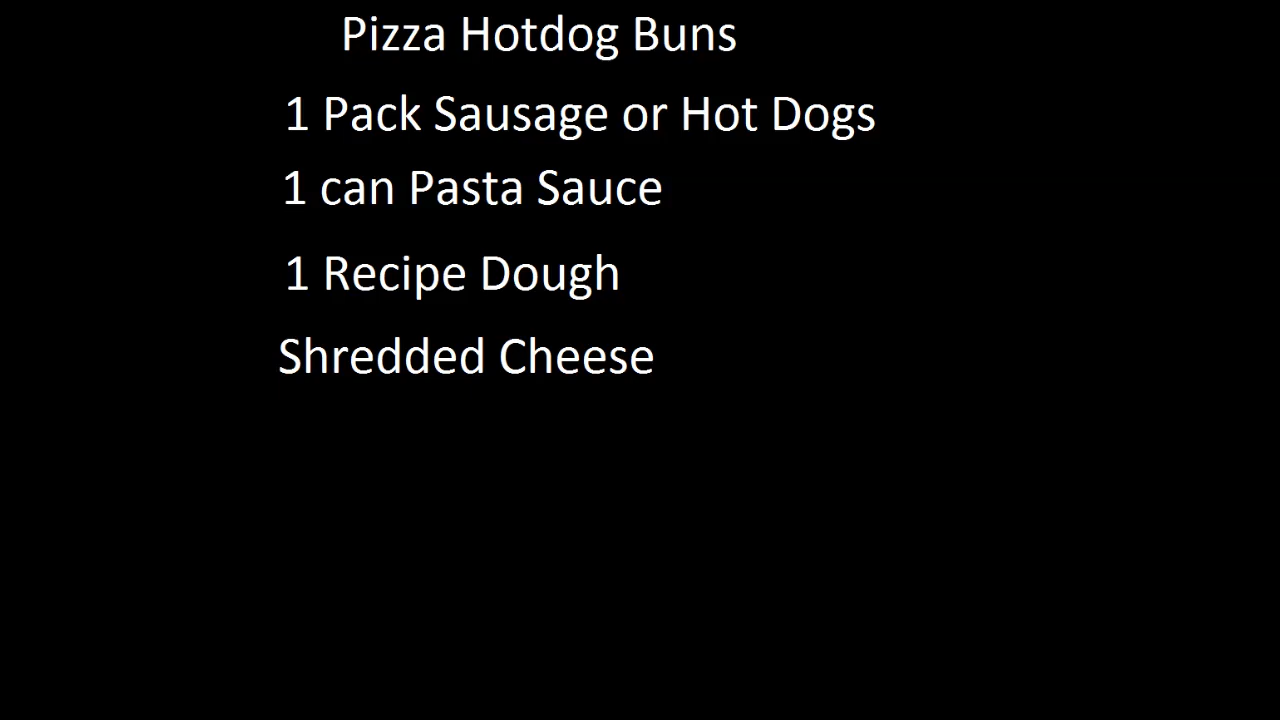 Pizza Hotdog Buns
1 Pack Sausage or Hot Dogs
1 can Pasta Sauce
1 Recipe Dough
Shredded Cheese